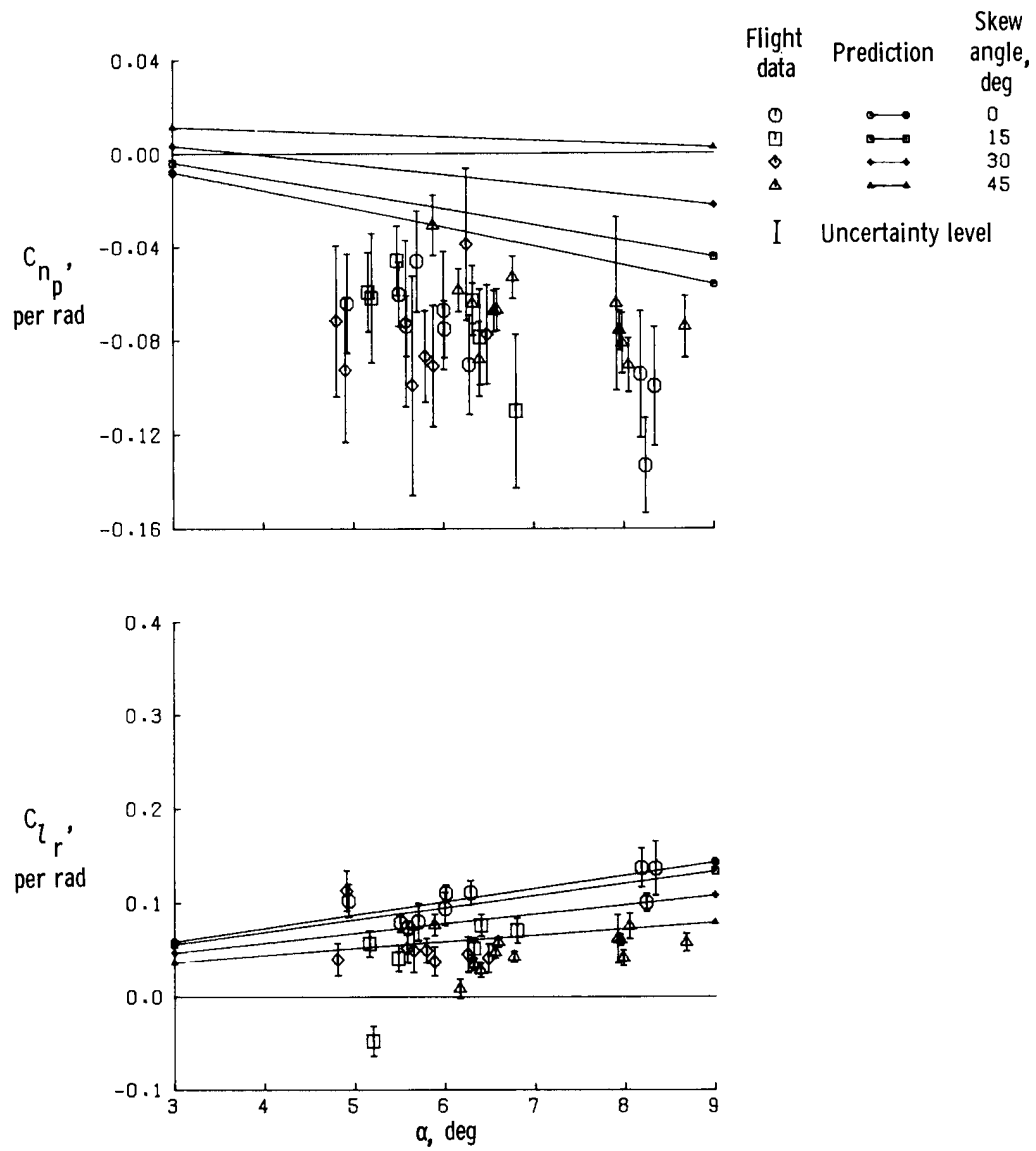 Flight data
Prediction
Skew angle, deg
0
15
30
45
Uncertainty level
0.04
0.00
-0.04
-0.08
-0.12
-0.16
C_n_p, per rad
0.4
0.3
0.2
0.1
0.0
-0.1
C_l_r, per rad
3 4 5 6 7 8 9
α, deg